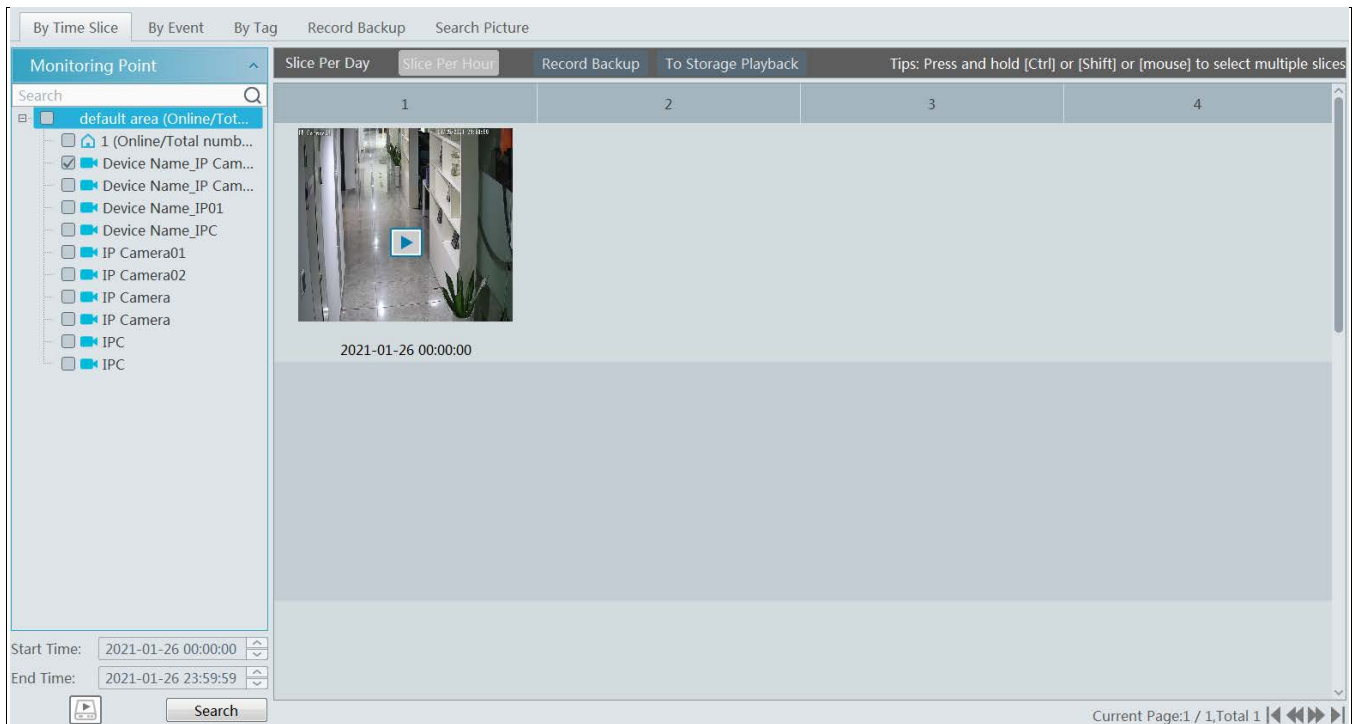 By Time Slice By Event By Tag Record Backup Search Picture
Monitoring Point
Slice Per Day Slice Per Hour Record Backup To Storage Playback Tips: Press and hold [Ctrl] or [Shift] or [mouse] to select multiple slices
Search
1 2 3 4
default area (Online/Tot...
1 (Online/Total numb...
Device Name_IP Cam...
Device Name_IP Cam...
Device Name_IP01
Device Name_IPC
IP Camera01
IP Camera02
IP Camera
IP Camera
IPC
IPC
2021-01-26 00:00:00
Start Time: 2021-01-26 00:00:00
End Time: 2021-01-26 23:59:59
Search
Current Page:1 / 1,Total 1